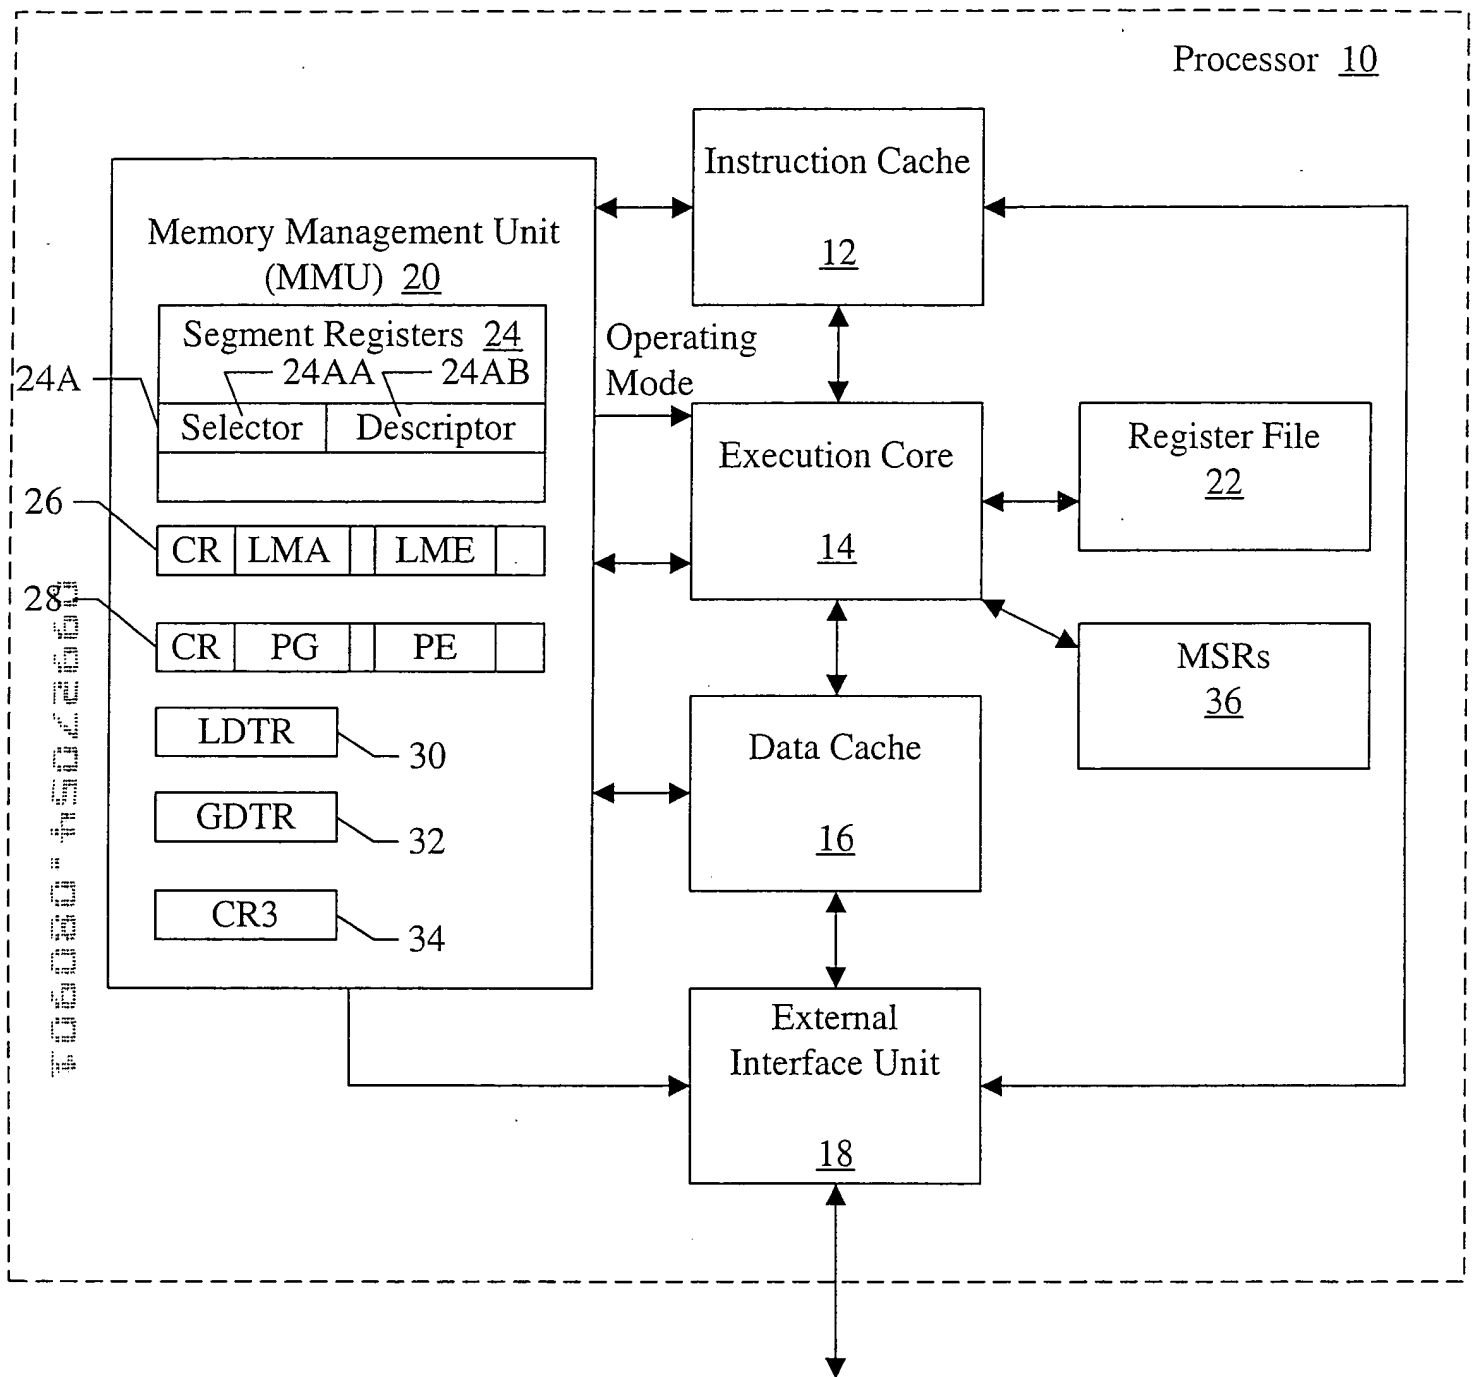 Processor 10
Instruction Cache
12
Memory Management Unit
(MMU) 20
Segment Registers 24
24AA
24AB
24A
Selector
Descriptor
Operating
Mode
Execution Core
14
Register File
22
26
CR
LMA
LME
28
CR
PG
PE
MSRs
36
LDTR
30
Data Cache
16
GDTR
32
CR3
34
External
Interface Unit
18
09927054.080901